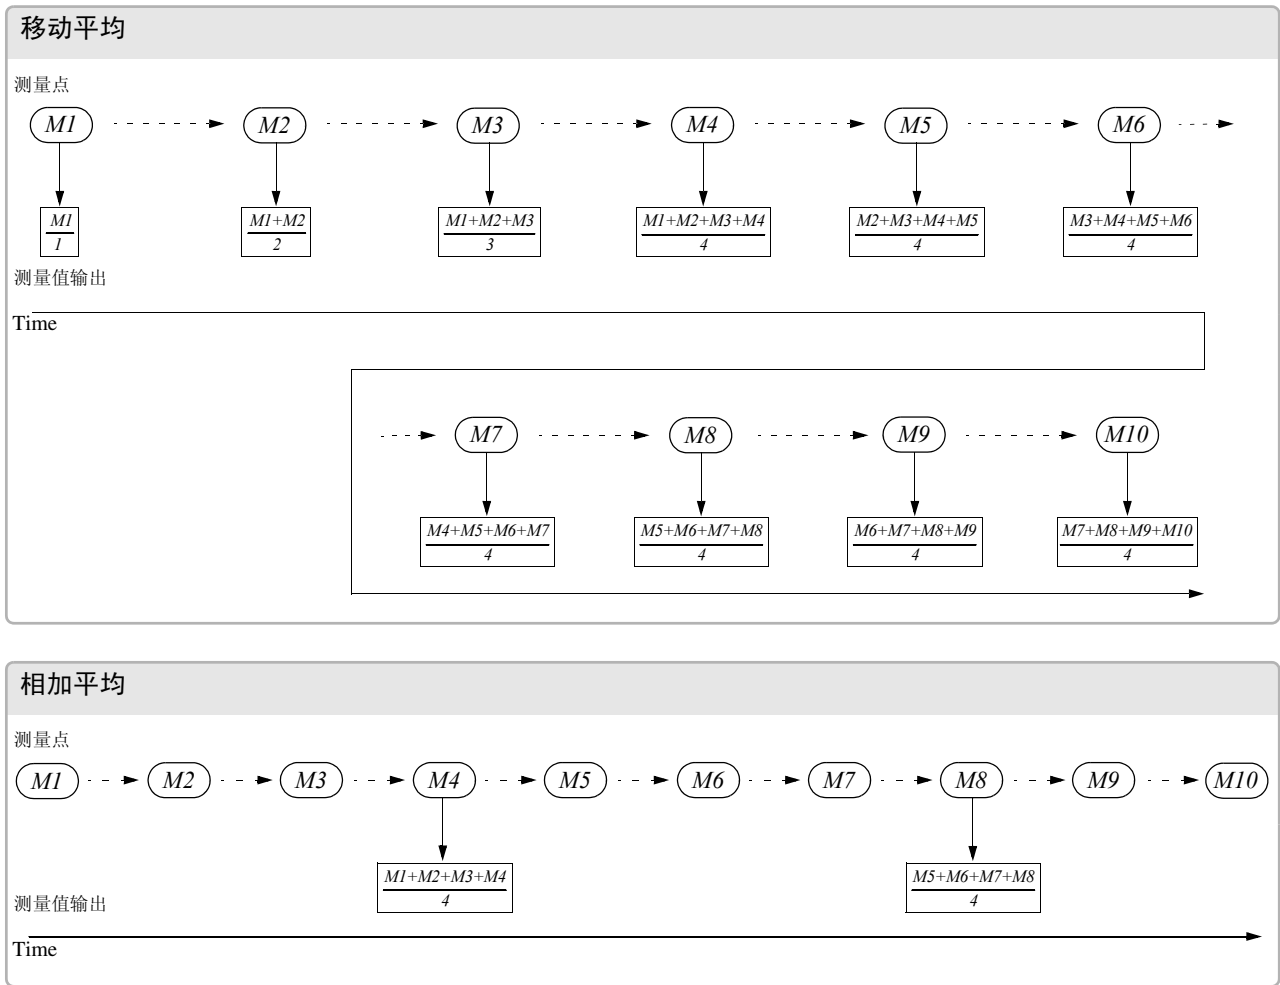 移动平均
测量点
M1 M2 M3 M4 M5 M6
M1 M1+M2 M1+M2+M3 M1+M2+M3+M4 M2+M3+M4+M5 M3+M4+M5+M6
1 2 3 4 4 4
测量值输出
Time
M7 M8 M9 M10
M4+M5+M6+M7 M5+M6+M7+M8 M6+M7+M8+M9 M7+M8+M9+M10
4 4 4 4
相加平均
测量点
M1 M2 M3 M4 M5 M6 M7 M8 M9 M10
M1+M2+M3+M4 M5+M6+M7+M8
4 4
测量值输出
Time